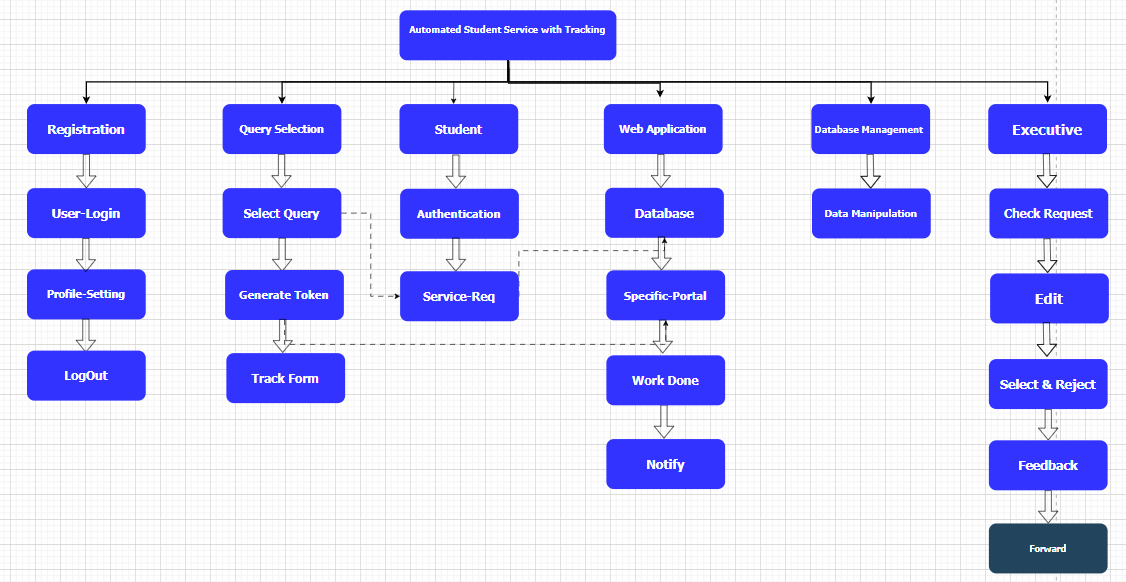 Automated Student Service with Tracking
Registration
Query Selection
Student
Web Application
Database Management
Executive
User-Login
Select Query
Authentication
Database
Data Manipulation
Check Request
Profile-Setting
Generate Token
Service-Req
Specific-Portal
Edit
LogOut
Track Form
Work Done
Select & Reject
Notify
Feedback
Forward